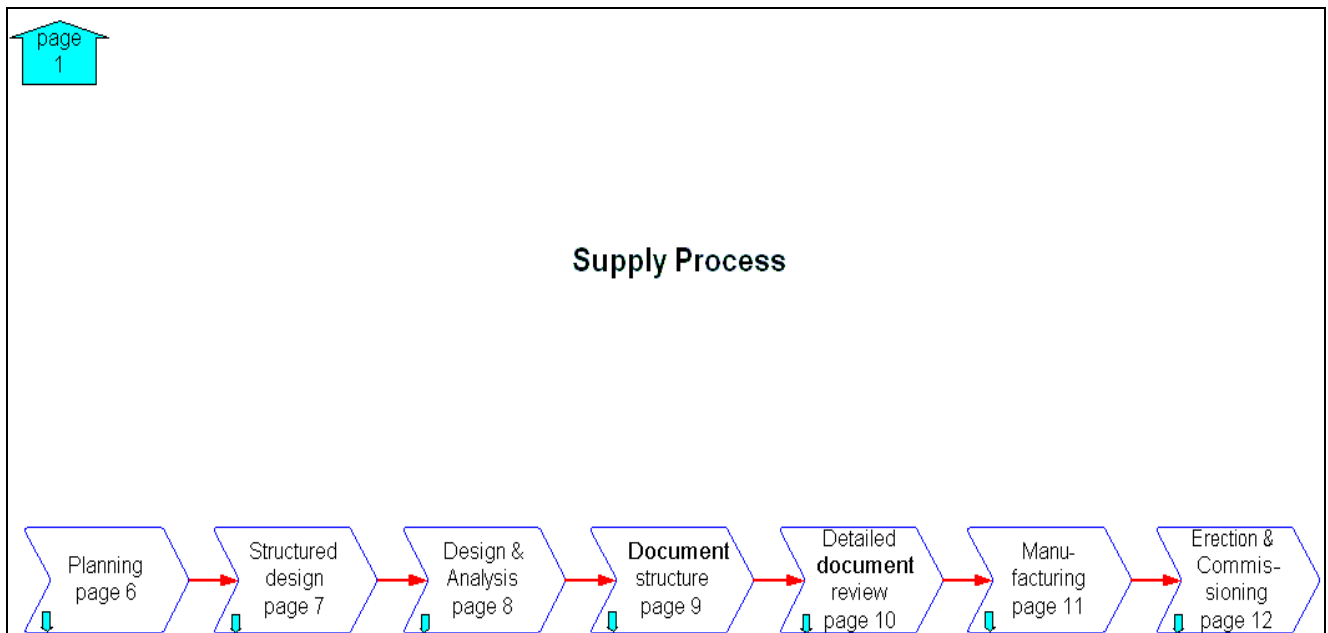 page
1
Supply Process
Planning
page 6
Structured
design
page 7
Design &
Analysis
page 8
Document
structure
page 9
Detailed
document
review
page 10
Manu-
facturing
page 11
Erection &
Commis-
sioning
page 12